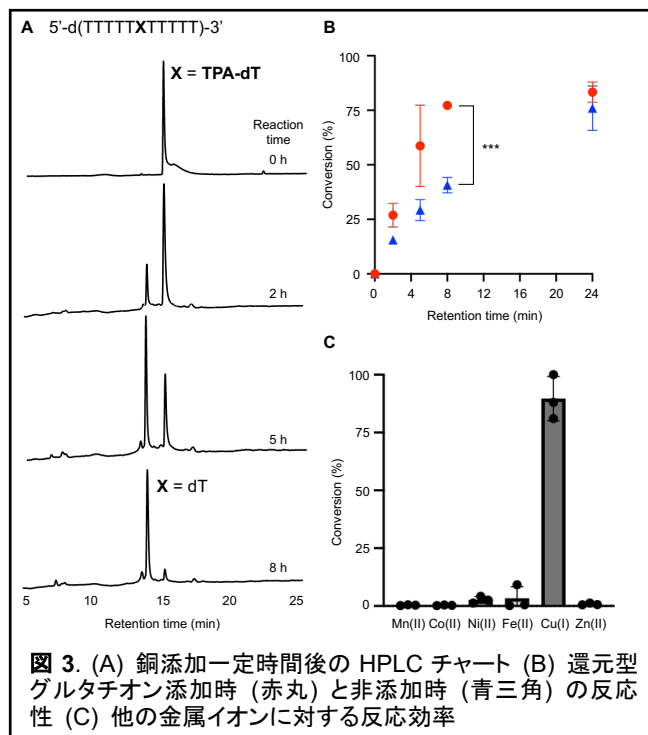 A 5'-d(TTTTTXTTTTT)-3'
X = TPA-dT
Reaction
time
0 h
2 h
5 h
8 h
X = dT
5 10 15 20 25
Retention time (min)
B
100
75
50
25
0
Conversion (%)
***
0 4 8 12 16 20 24
Retention time (min)
C
100
75
50
25
0
Conversion (%)
Mn(II) Co(II) Ni(II) Fe(II) Cu(I) Zn(II)
図 3. (A) 銅添加一定時間後の HPLC チャート (B) 還元型
グルタチオン添加時 (赤丸) と非添加時 (青三角) の反応
性 (C) 他の金属イオンに対する反応効率